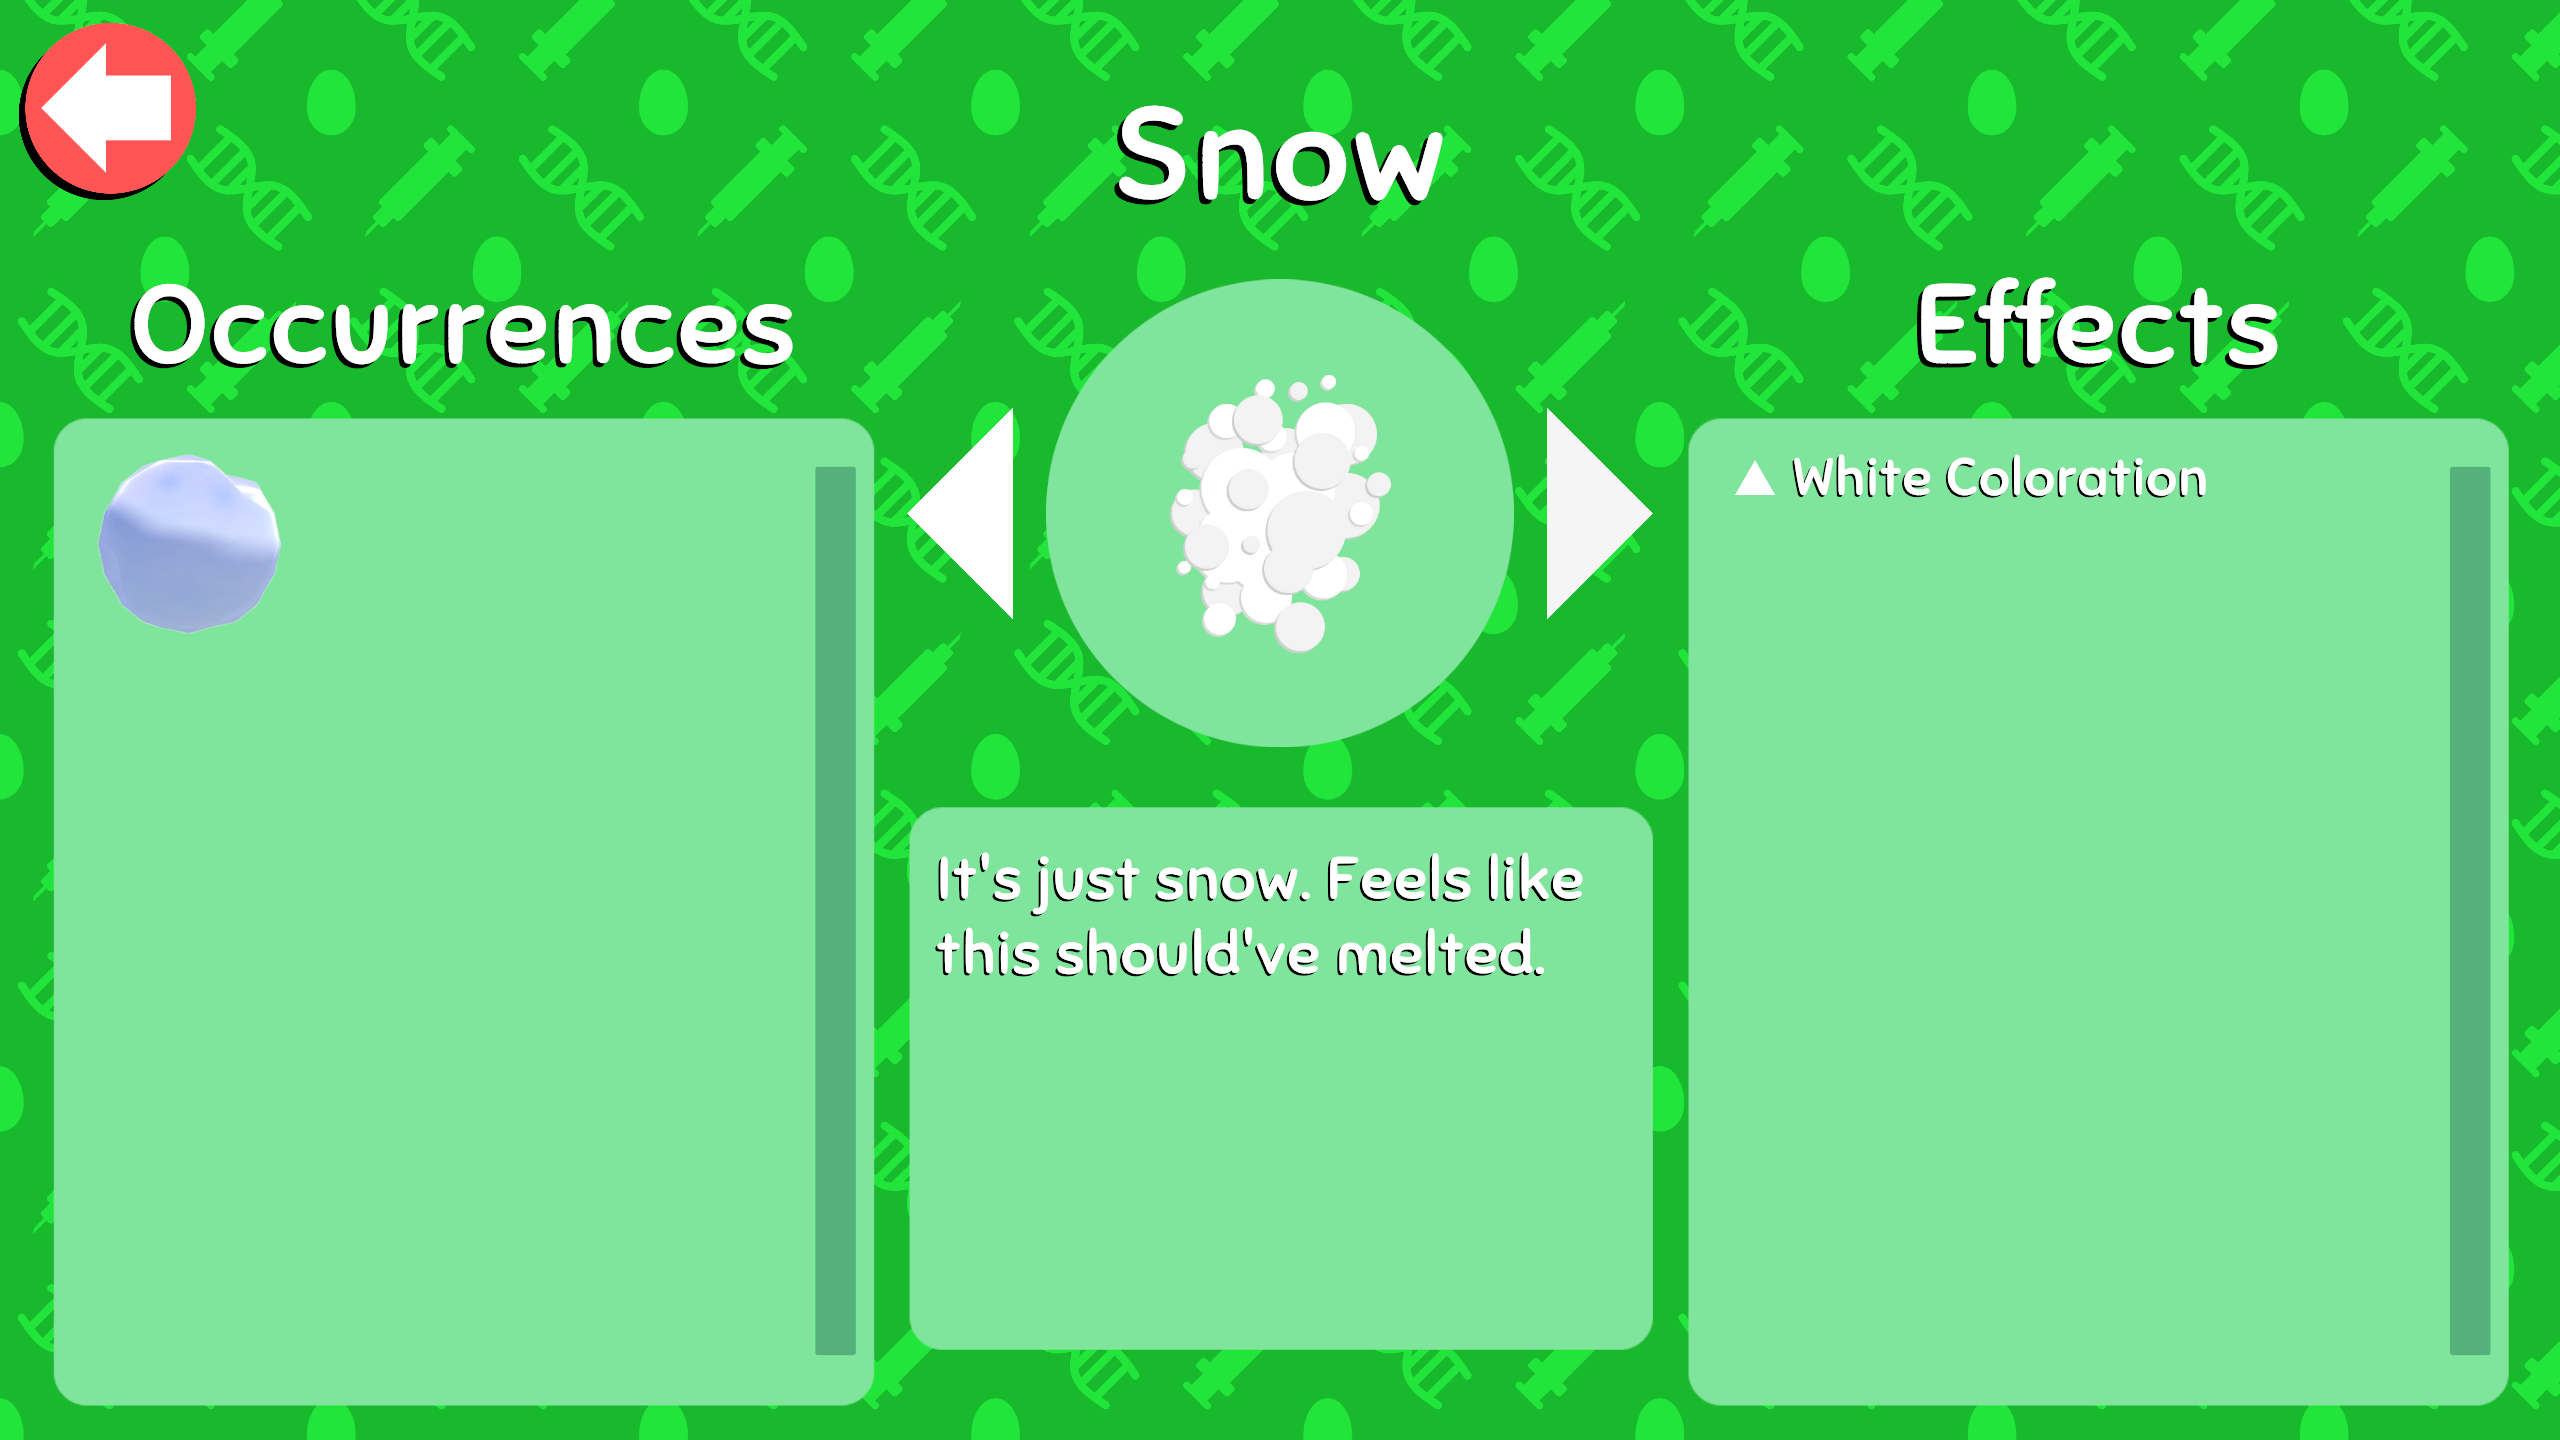 Snow
Occurrences
Effects
White Coloration
It's just snow. Feels like
this should've melted.